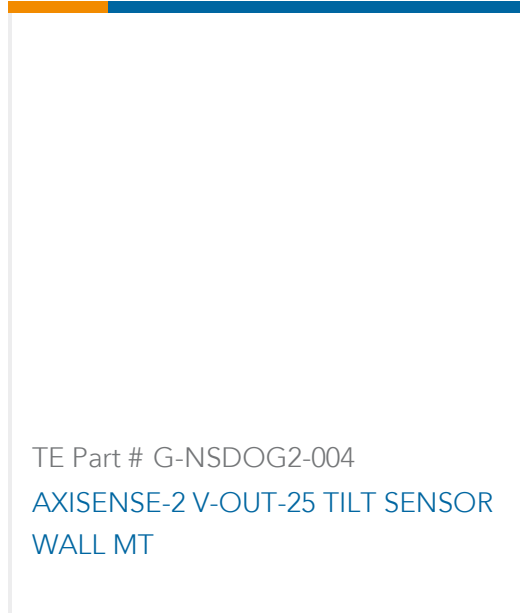 TE Part # G-NSDOG2-004
AXISENSE-2 V-OUT-25 TILT SENSOR
WALL MT